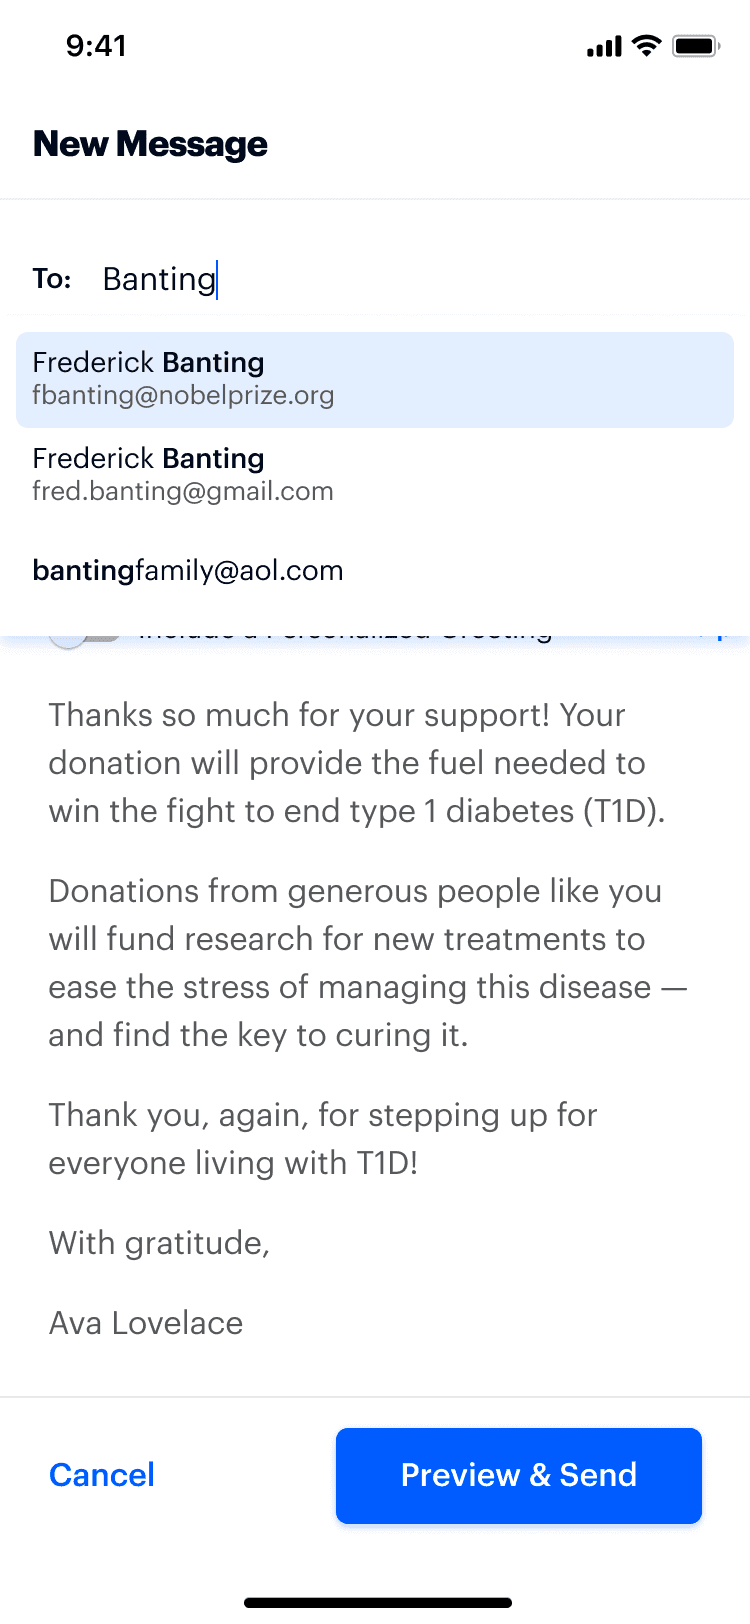 9:41
New Message
To: Banting
Frederick Banting
fbanting@nobelprize.org
Frederick Banting
fred.banting@gmail.com
bantingfamily@aol.com
Include a Personalized Greeting
Thanks so much for your support! Your
donation will provide the fuel needed to
win the fight to end type 1 diabetes (T1D).
Donations from generous people like you
will fund research for new treatments to
ease the stress of managing this disease —
and find the key to curing it.
Thank you, again, for stepping up for
everyone living with T1D!
With gratitude,
Ava Lovelace
Cancel
Preview & Send